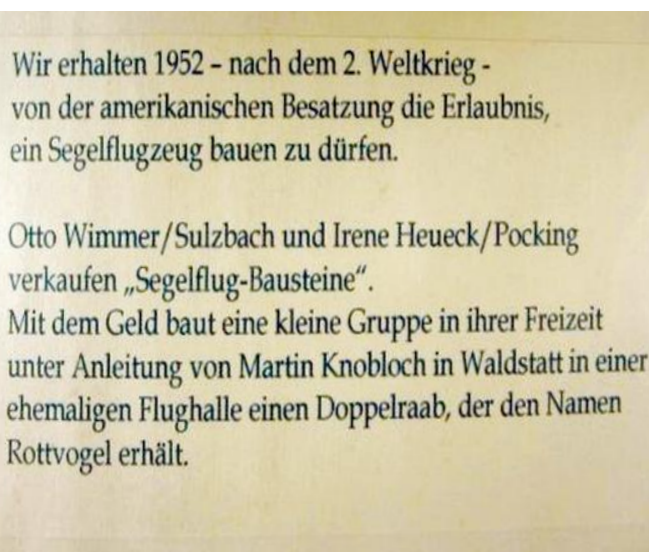 Wir erhalten 1952 – nach dem 2. Weltkrieg -
von der amerikanischen Besatzung die Erlaubnis,
ein Segelflugzeug bauen zu dürfen.
Otto Wimmer/Sulzbach und Irene Heueck/Pocking
verkaufen „Segelflug-Bausteine“.
Mit dem Geld baut eine kleine Gruppe in ihrer Freizeit
unter Anleitung von Martin Knobloch in Waldstatt in einer
ehemaligen Flughalle einen Doppelraab, der den Namen
Rottvogel erhält.